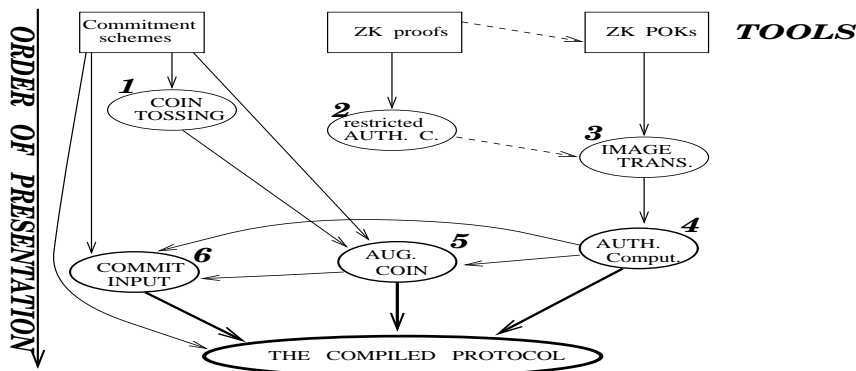 ORDER OF PRESENTATION
Commitment
schemes
ZK proofs
ZK POKs
TOOLS
1
COIN
TOSSING
2
restricted
AUTH. C.
3
IMAGE
TRANS.
4
AUTH.
Comput.
5
AUG.
COIN
6
COMMIT
INPUT
THE COMPILED PROTOCOL